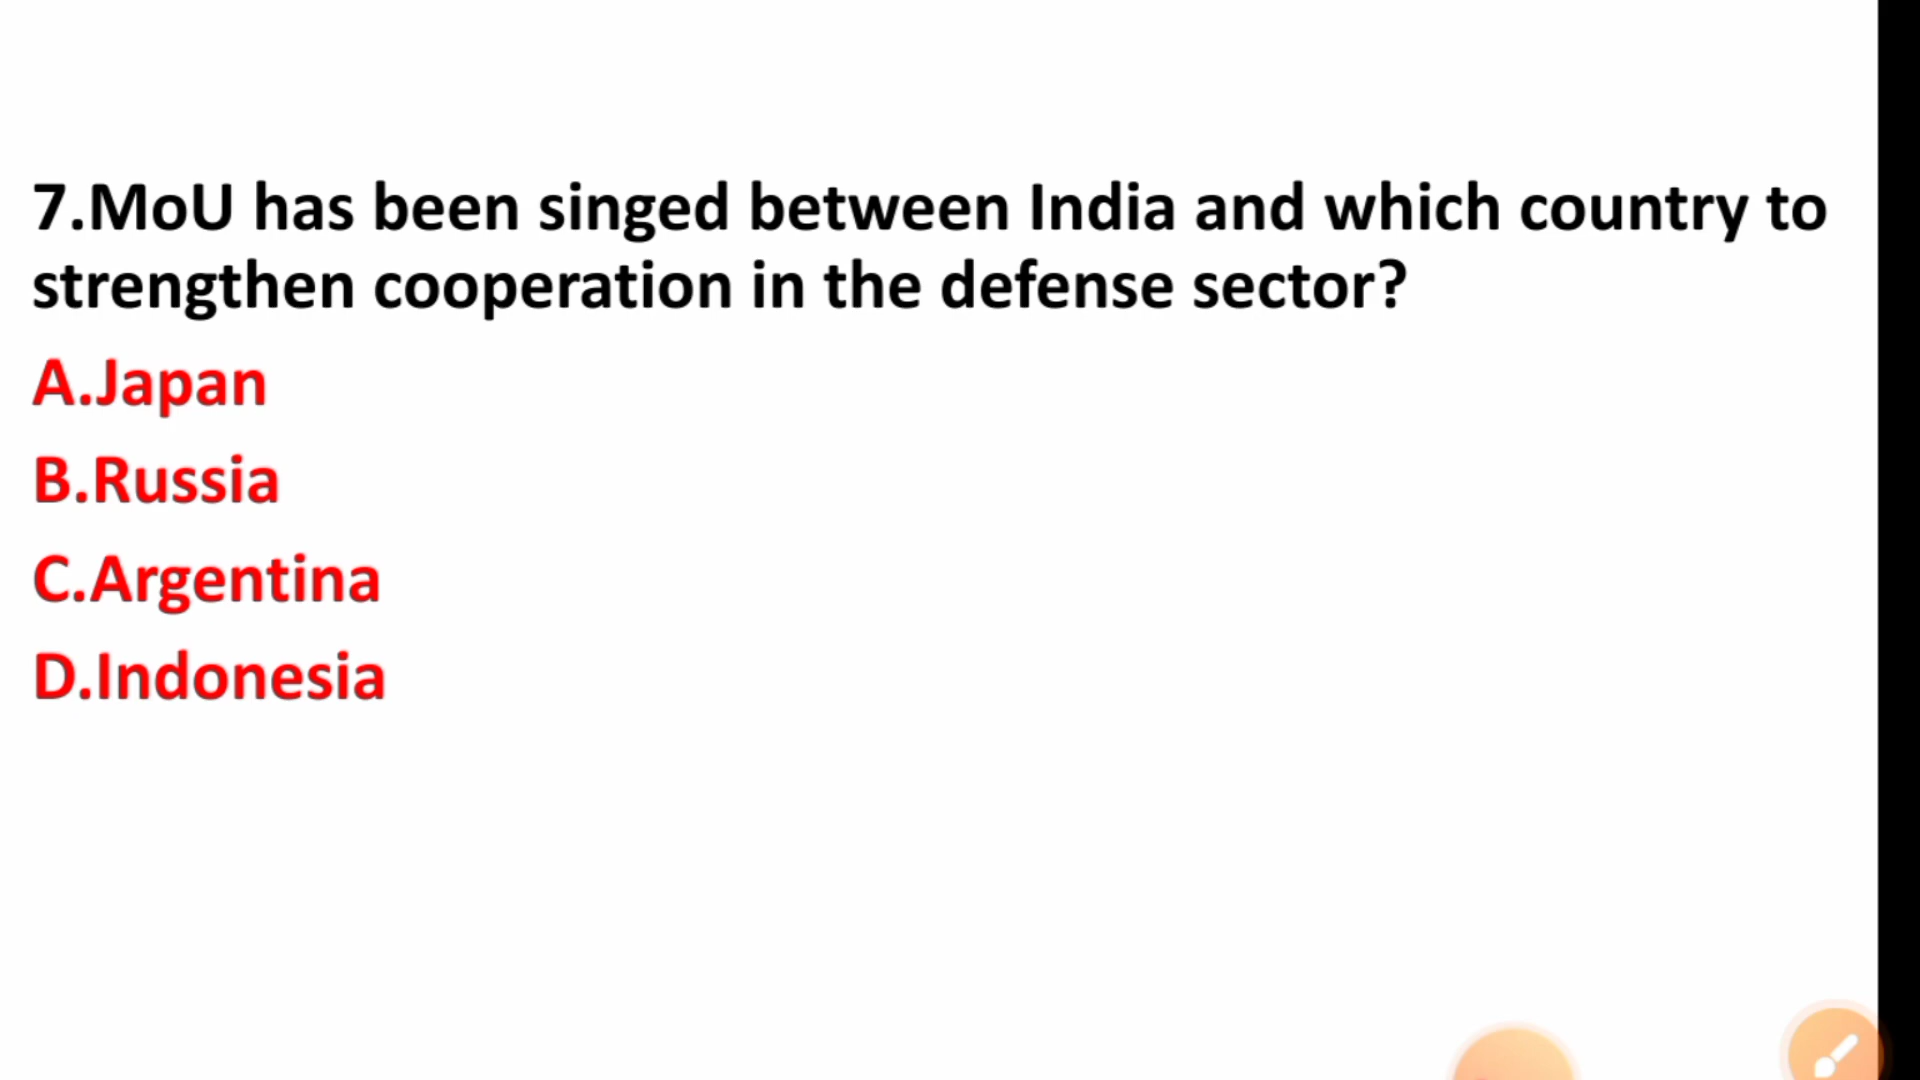 7.MoU has been singed between India and which country to
strengthen cooperation in the defense sector?
A.Japan
B.Russia
C.Argentina
D.Indonesia